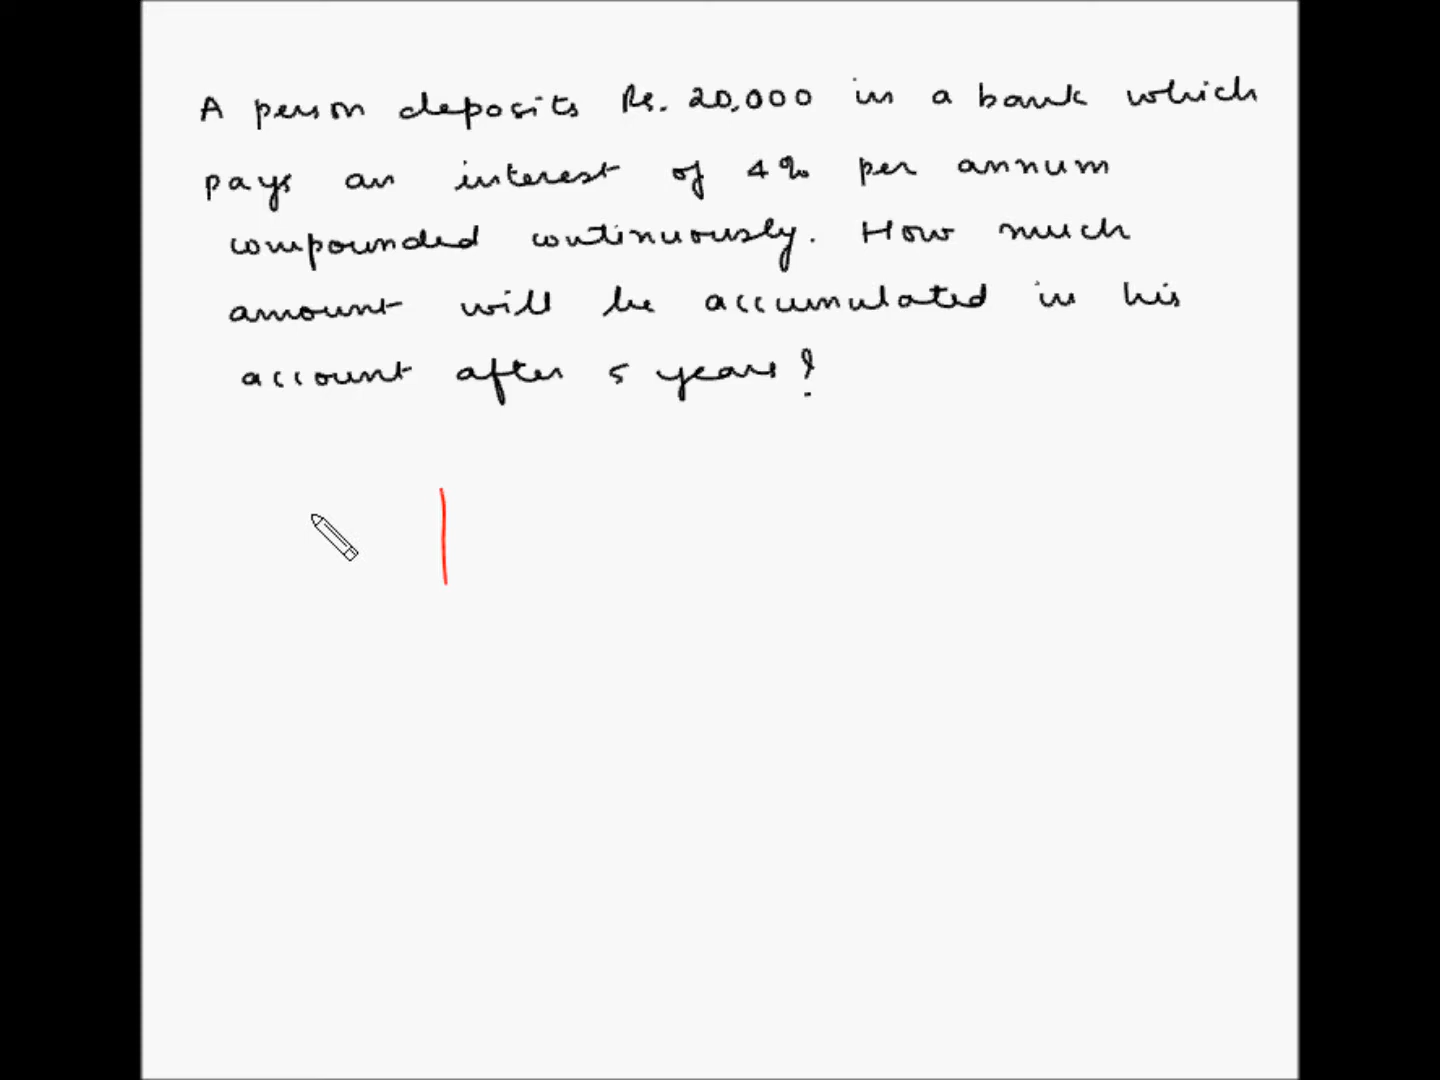 A person deposits Rs. 20,000 in a bank which
pays an interest of 4% per annum
compounded continuously. How much
amount will be accumulated in his
account after 5 years?